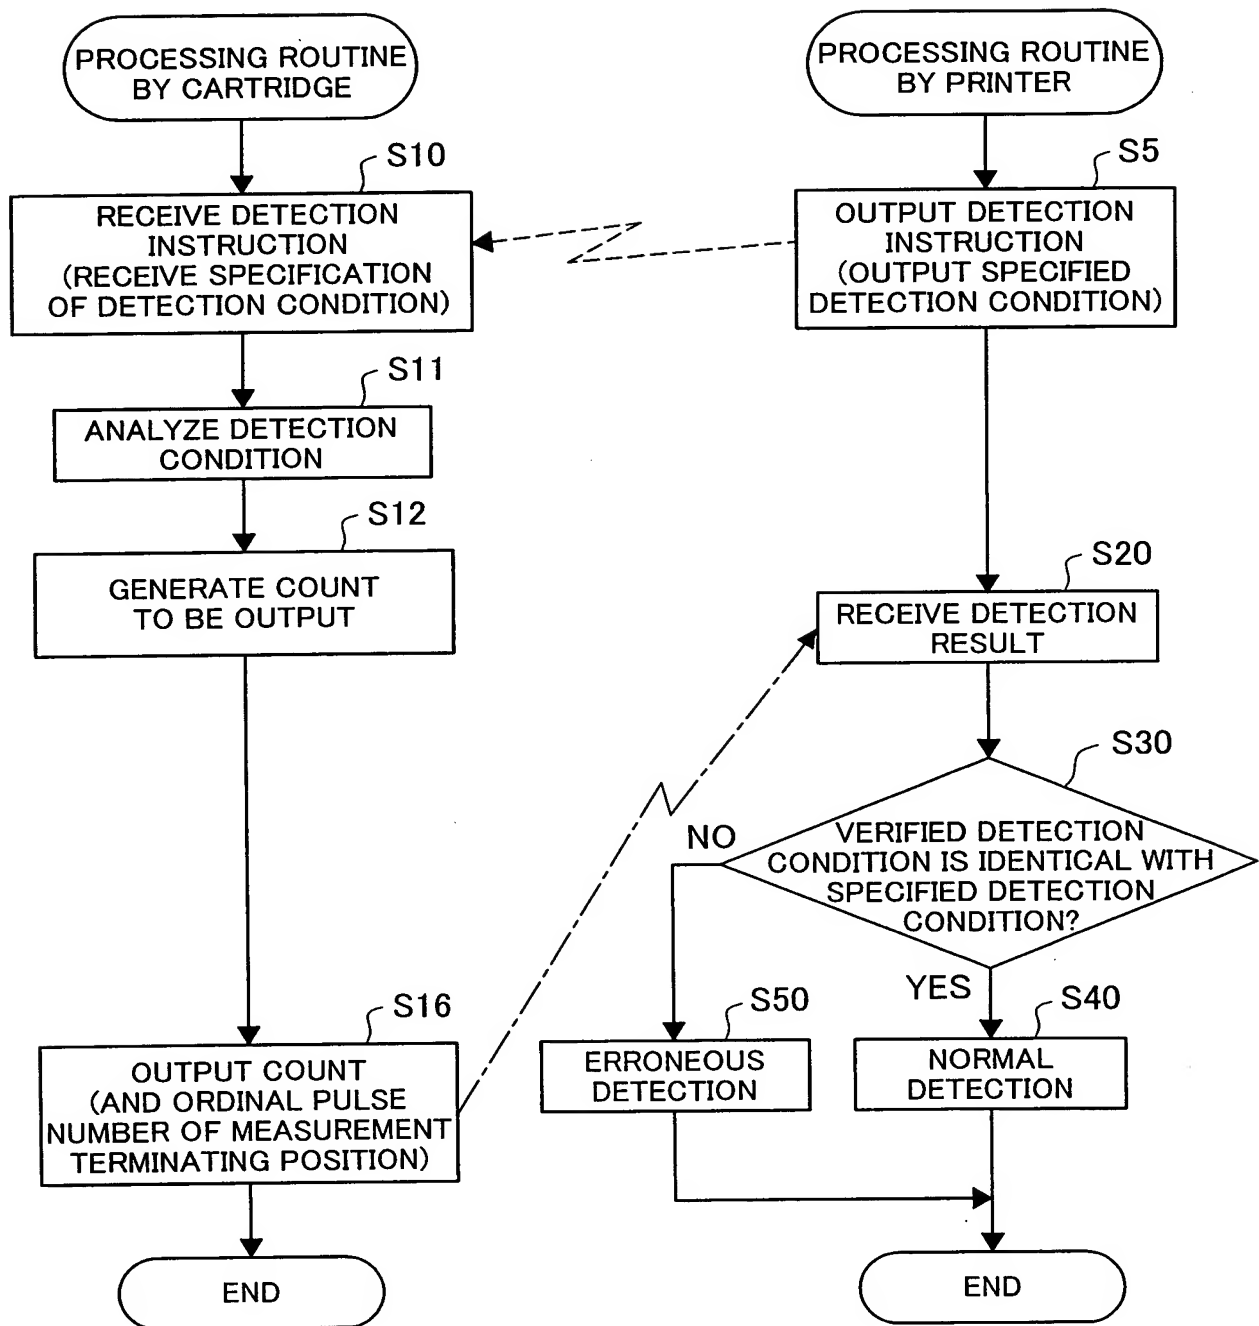 PROCESSING ROUTINE
BY CARTRIDGE
S10
RECEIVE DETECTION
INSTRUCTION
(RECEIVE SPECIFICATION
OF DETECTION CONDITION)
S11
ANALYZE DETECTION
CONDITION
S12
GENERATE COUNT
TO BE OUTPUT
S16
OUTPUT COUNT
(AND ORDINAL PULSE
NUMBER OF MEASUREMENT
TERMINATING POSITION)
END
PROCESSING ROUTINE
BY PRINTER
S5
OUTPUT DETECTION
INSTRUCTION
(OUTPUT SPECIFIED
DETECTION CONDITION)
S20
RECEIVE DETECTION
RESULT
S30
VERIFIED DETECTION
CONDITION IS IDENTICAL WITH
SPECIFIED DETECTION
CONDITION?
NO
YES
S50
ERRONEOUS
DETECTION
S40
NORMAL
DETECTION
END